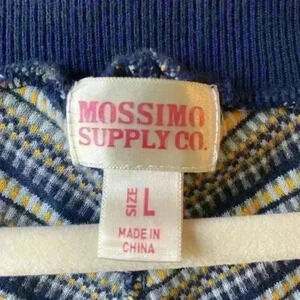 MOSSIMO
SUPPLY CO.
SIZE L
MADE IN
CHINA